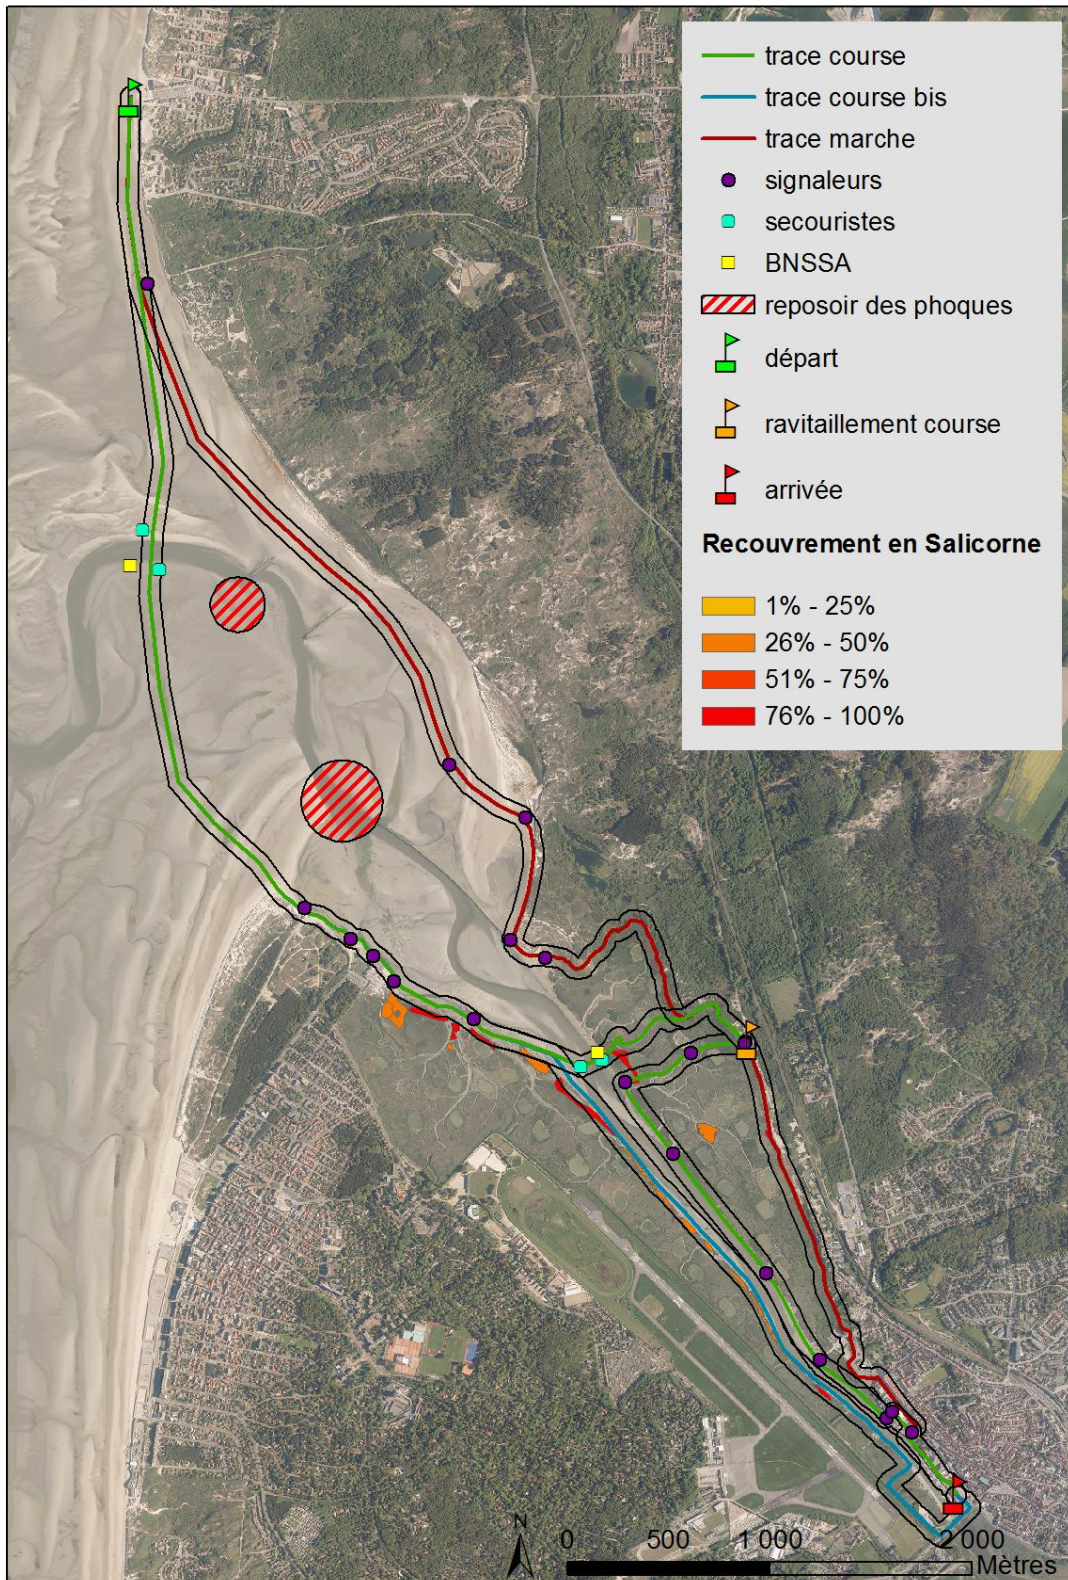 trace course
trace course bis
trace marche
signaleurs
secouristes
BNSSA
reposoir des phoques
départ
ravitaillement course
arrivée
Recouvrement en Salicorne
1% - 25%
26% - 50%
51% - 75%
76% - 100%
N
0 500 1 000 2 000
Mètres